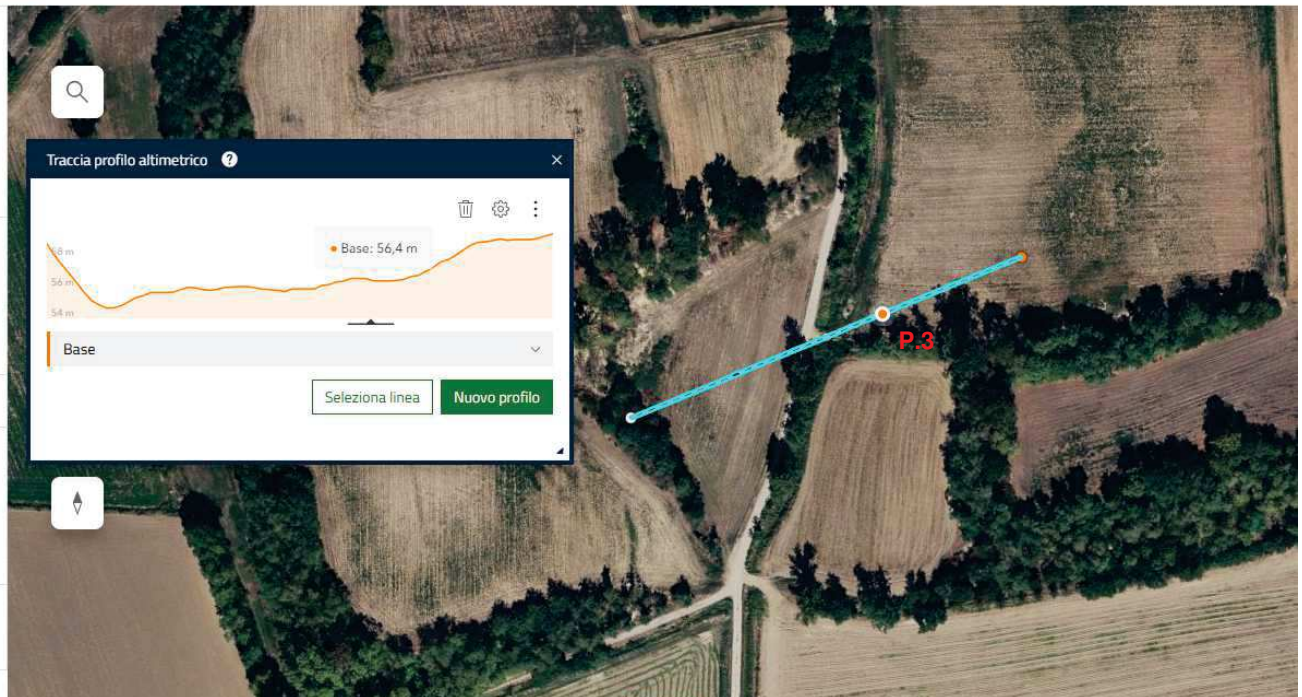 Traccia profilo altimetrico ?
58 m
Base: 56,4 m
56 m
54 m
Base
Seleziona linea Nuovo profilo
P.3